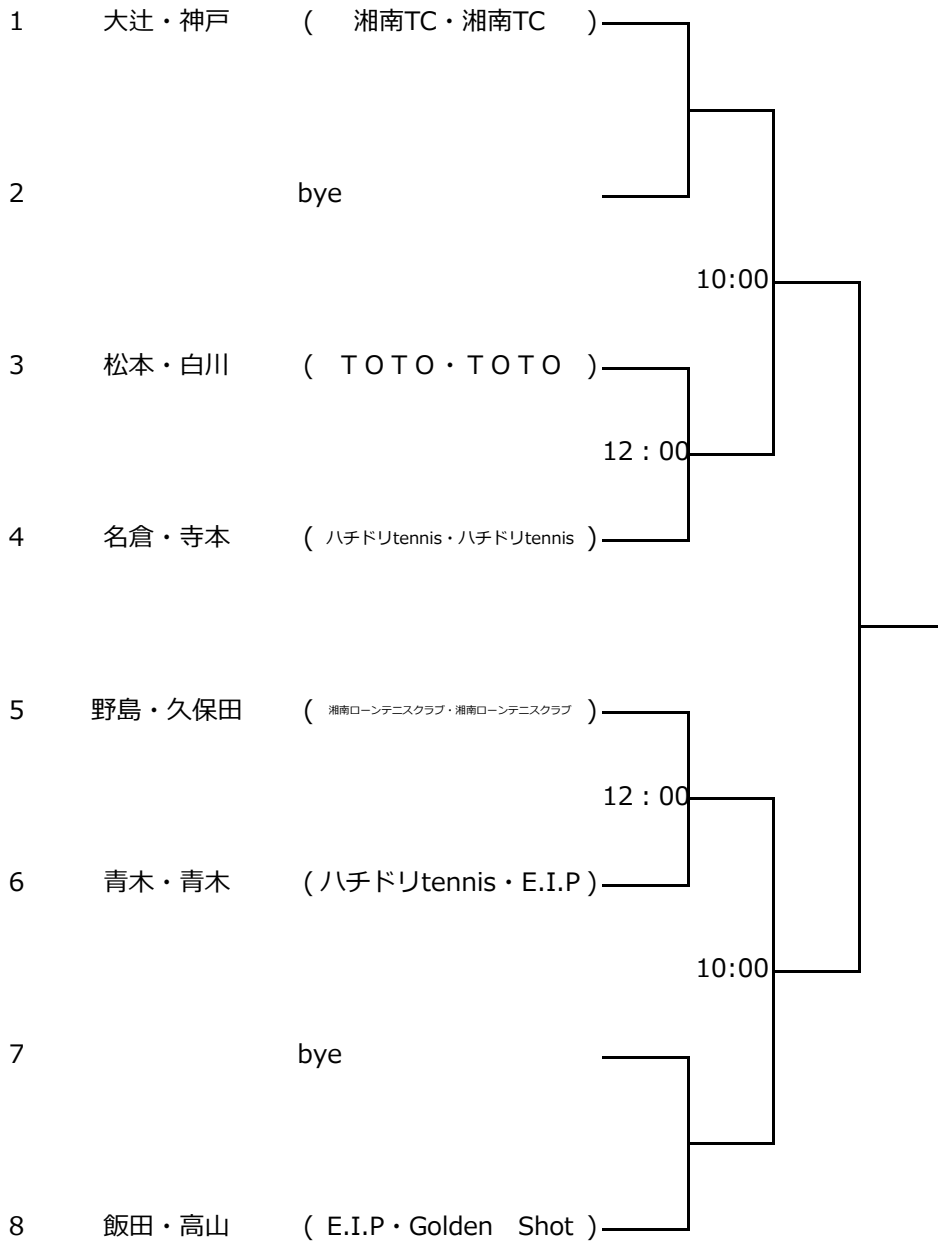 1 大辻・神戸 ( 湘南TC・湘南TC )
2 bye
10:00
3 松本・白川 ( ＴＯＴＯ・ＴＯＴＯ )
12：00
4 名倉・寺本 ( ハチドリtennis・ハチドリtennis )
5 野島・久保田 ( 湘南ローンテニスクラブ・湘南ローンテニスクラブ )
12：00
6 青木・青木 ( ハチドリtennis・E.I.P )
10:00
7 bye
8 飯田・高山 ( E.I.P・Golden　Shot )